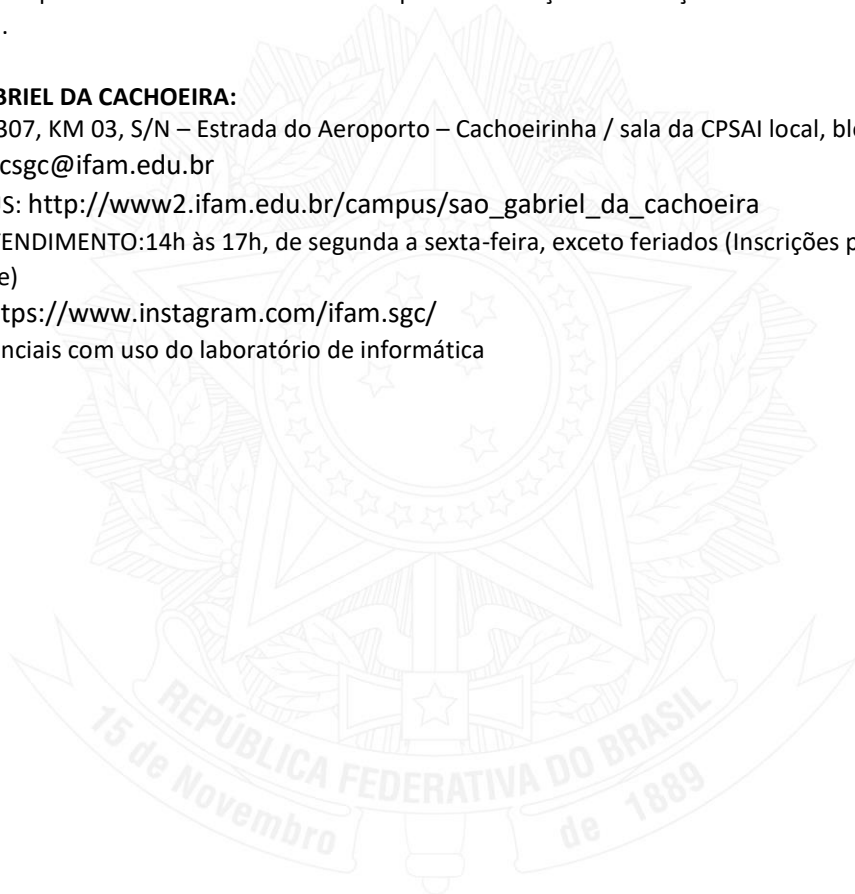 .
BRIEL DA CACHOEIRA:
307, KM 03, S/N – Estrada do Aeroporto – Cachoeirinha / sala da CPSAI local, blo
csgc@ifam.edu.br
US: http://www2.ifam.edu.br/campus/sao_gabriel_da_cachoeira
TENDIMENTO:14h às 17h, de segunda a sexta-feira, exceto feriados (Inscrições p
e)
tps://www.instagram.com/ifam.sgc/
nciais com uso do laboratório de informática
REPÚBLICA FEDERATIVA DO BRASIL
15 de Novembro de 1889